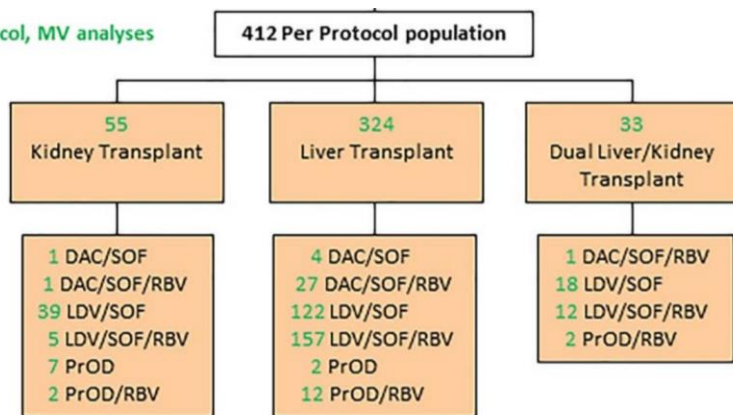 col, MV analyses
412 Per Protocol population
55
Kidney Transplant
324
Liver Transplant
33
Dual Liver/Kidney
Transplant
1 DAC/SOF
1 DAC/SOF/RBV
39 LDV/SOF
5 LDV/SOF/RBV
7 PrOD
2 PrOD/RBV
4 DAC/SOF
27 DAC/SOF/RBV
122 LDV/SOF
157 LDV/SOF/RBV
2 PrOD
12 PrOD/RBV
1 DAC/SOF/RBV
18 LDV/SOF
12 LDV/SOF/RBV
2 PrOD/RBV